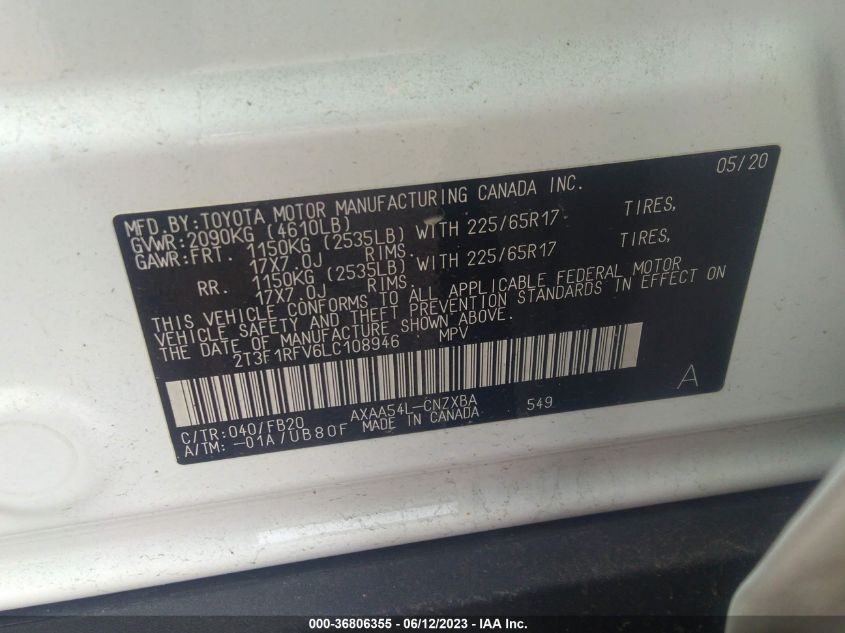 05/20
MFD.BY:TOYOTA MOTOR MANUFACTURING CANADA INC.
GVWR:2090KG (4610LB)
GAWR:FRT. 1150KG (2535LB) WITH 225/65R17 TIRES,
17X7.0J RIMS.
RR. 1150KG (2535LB) WITH 225/65R17 TIRES,
17X7.0J RIMS.
THIS VEHICLE CONFORMS TO ALL APPLICABLE FEDERAL MOTOR
VEHICLE SAFETY AND THEFT PREVENTION STANDARDS IN EFFECT ON
THE DATE OF MANUFACTURE SHOWN ABOVE.
2T3F1RFV6LC108946 MPV
A
C/TR:040/FB20 AXAA54L-CNZXBA 549
A/TM:-01A/UB80F MADE IN CANADA
000-36806355 - 06/12/2023 - IAA Inc.